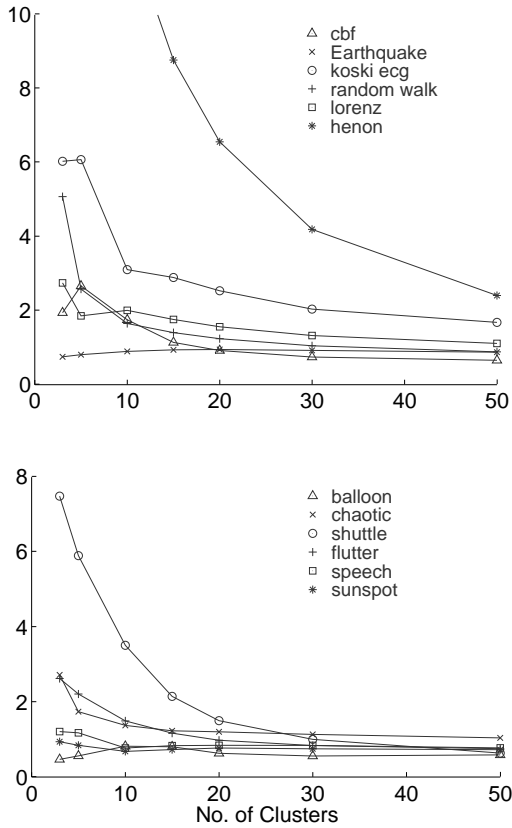 10
8
6
4
2
0
0 10 20 30 40 50
cbf
Earthquake
koski ecg
random walk
lorenz
henon
8
6
4
2
0
0 10 20 30 40 50
balloon
chaotic
shuttle
flutter
speech
sunspot
No. of Clusters